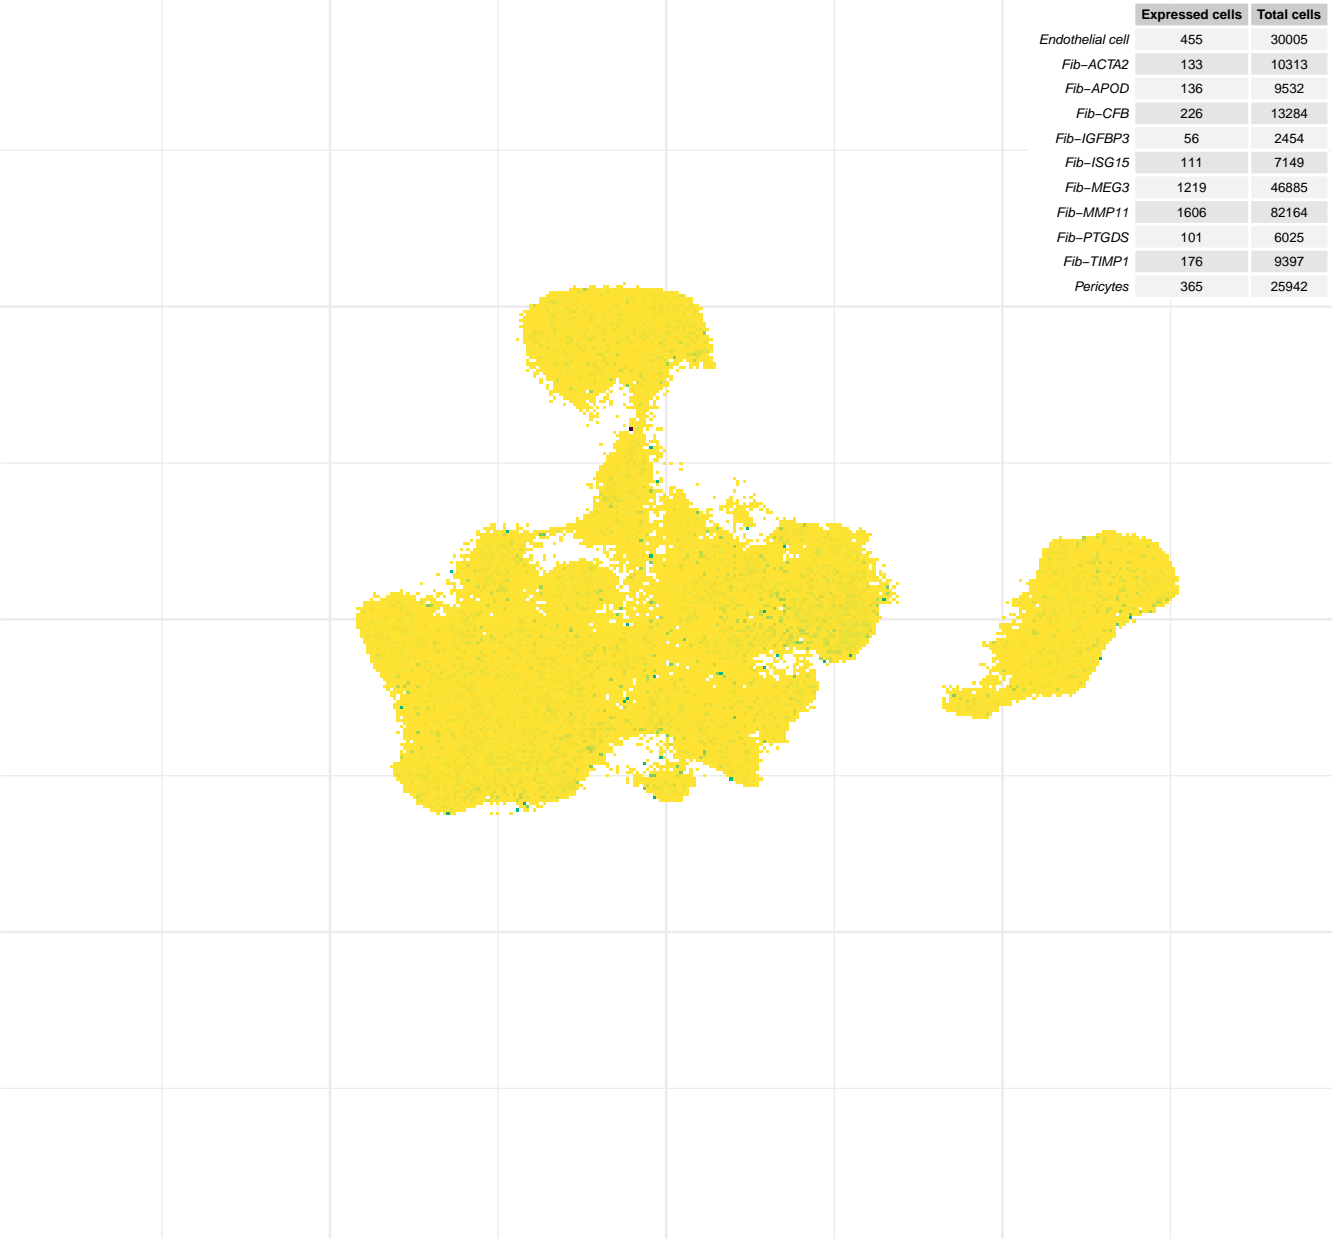 Expressed cells Total cells
Endothelial cell 455 30005
Fib−ACTA2 133 10313
Fib−APOD 136 9532
Fib−CFB 226 13284
Fib−IGFBP3 56 2454
Fib−ISG15 111 7149
Fib−MEG3 1219 46885
Fib−MMP11 1606 82164
Fib−PTGDS 101 6025
Fib−TIMP1 176 9397
Pericytes 365 25942